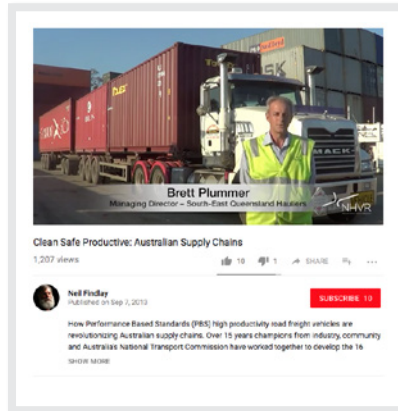 MACK
Brett Plummer
Managing Director – South-East Queensland Hauliers
NHVR
Clean Safe Productive: Australian Supply Chains
1,207 views
18
1
SHARE
Neil Findlay
Published on Sep 7, 2013
SUBSCRIBE 10
How Performance Based Standards (PBS) high productivity road freight vehicles are
revolutionizing Australian supply chains. Over 15 years champions from industry, community
and Australia's National Transport Commission have worked together to develop the 16
SHOW MORE